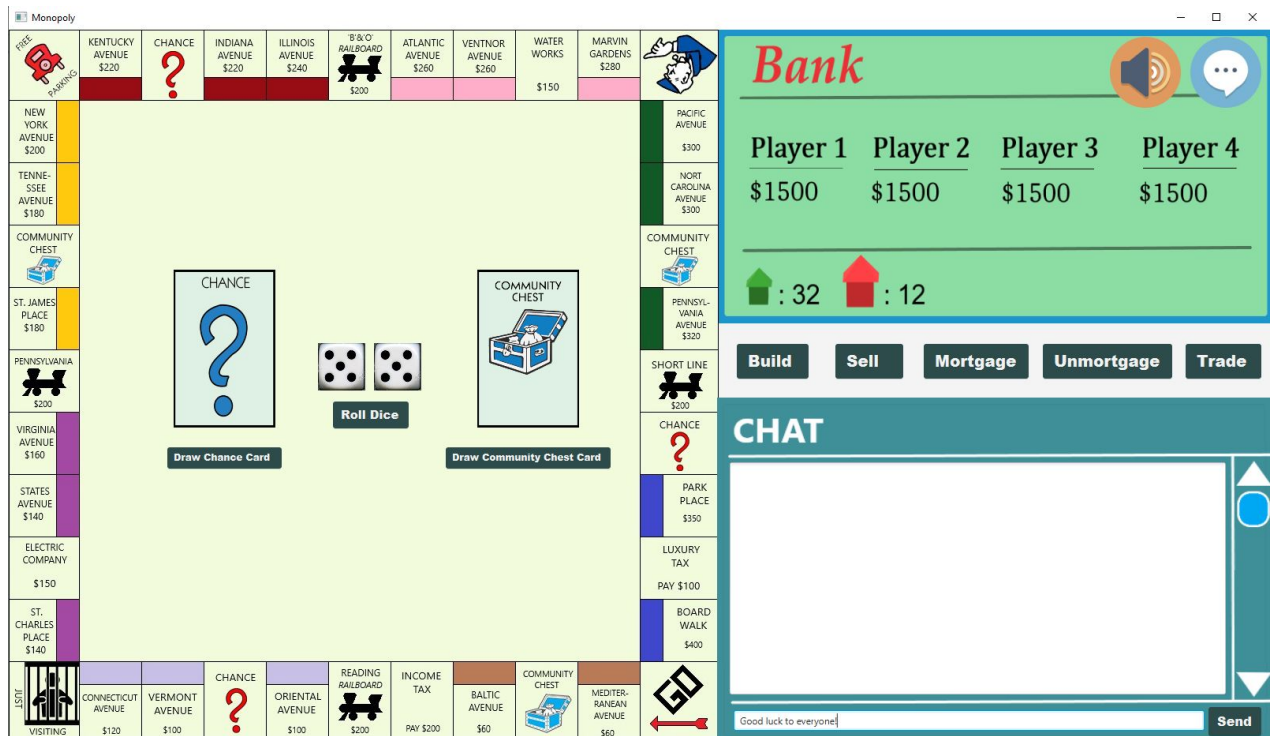 Monopoly
FREE
PARKING
KENTUCKY
AVENUE
$220
CHANCE
INDIANA
AVENUE
$220
ILLINOIS
AVENUE
$240
'B'&'O'
RAILBOARD
$200
ATLANTIC
AVENUE
$260
VENTNOR
AVENUE
$260
WATER
WORKS
$150
MARVIN
GARDENS
$280
NEW
YORK
AVENUE
$200
TENNE-
SSEE
AVENUE
$180
COMMUNITY
CHEST
ST. JAMES
PLACE
$180
PENNSYLVANIA
$200
VIRGINIA
AVENUE
$160
STATES
AVENUE
$140
ELECTRIC
COMPANY
$150
ST.
CHARLES
PLACE
$140
CHANCE
COMMUNITY
CHEST
Roll Dice
Draw Chance Card
Draw Community Chest Card
PACIFIC
AVENUE
$300
NORT
CAROLINA
AVENUE
$300
COMMUNITY
CHEST
PENNSYL-
VANIA
AVENUE
$320
SHORT LINE
$200
CHANCE
PARK
PLACE
$350
LUXURY
TAX
PAY $100
BOARD
WALK
$400
JUST
VISITING
CONNECTICUT
AVENUE
$120
VERMONT
AVENUE
$100
CHANCE
ORIENTAL
AVENUE
$100
READING
RAILBOARD
$200
INCOME
TAX
PAY $200
BALTIC
AVENUE
$60
COMMUNITY
CHEST
MEDITER-
RANEAN
AVENUE
$60
GO
Bank
Player 1 Player 2 Player 3 Player 4
$1500 $1500 $1500 $1500
: 32 : 12
Build Sell Mortgage Unmortgage Trade
CHAT
Good luck to everyone!
Send